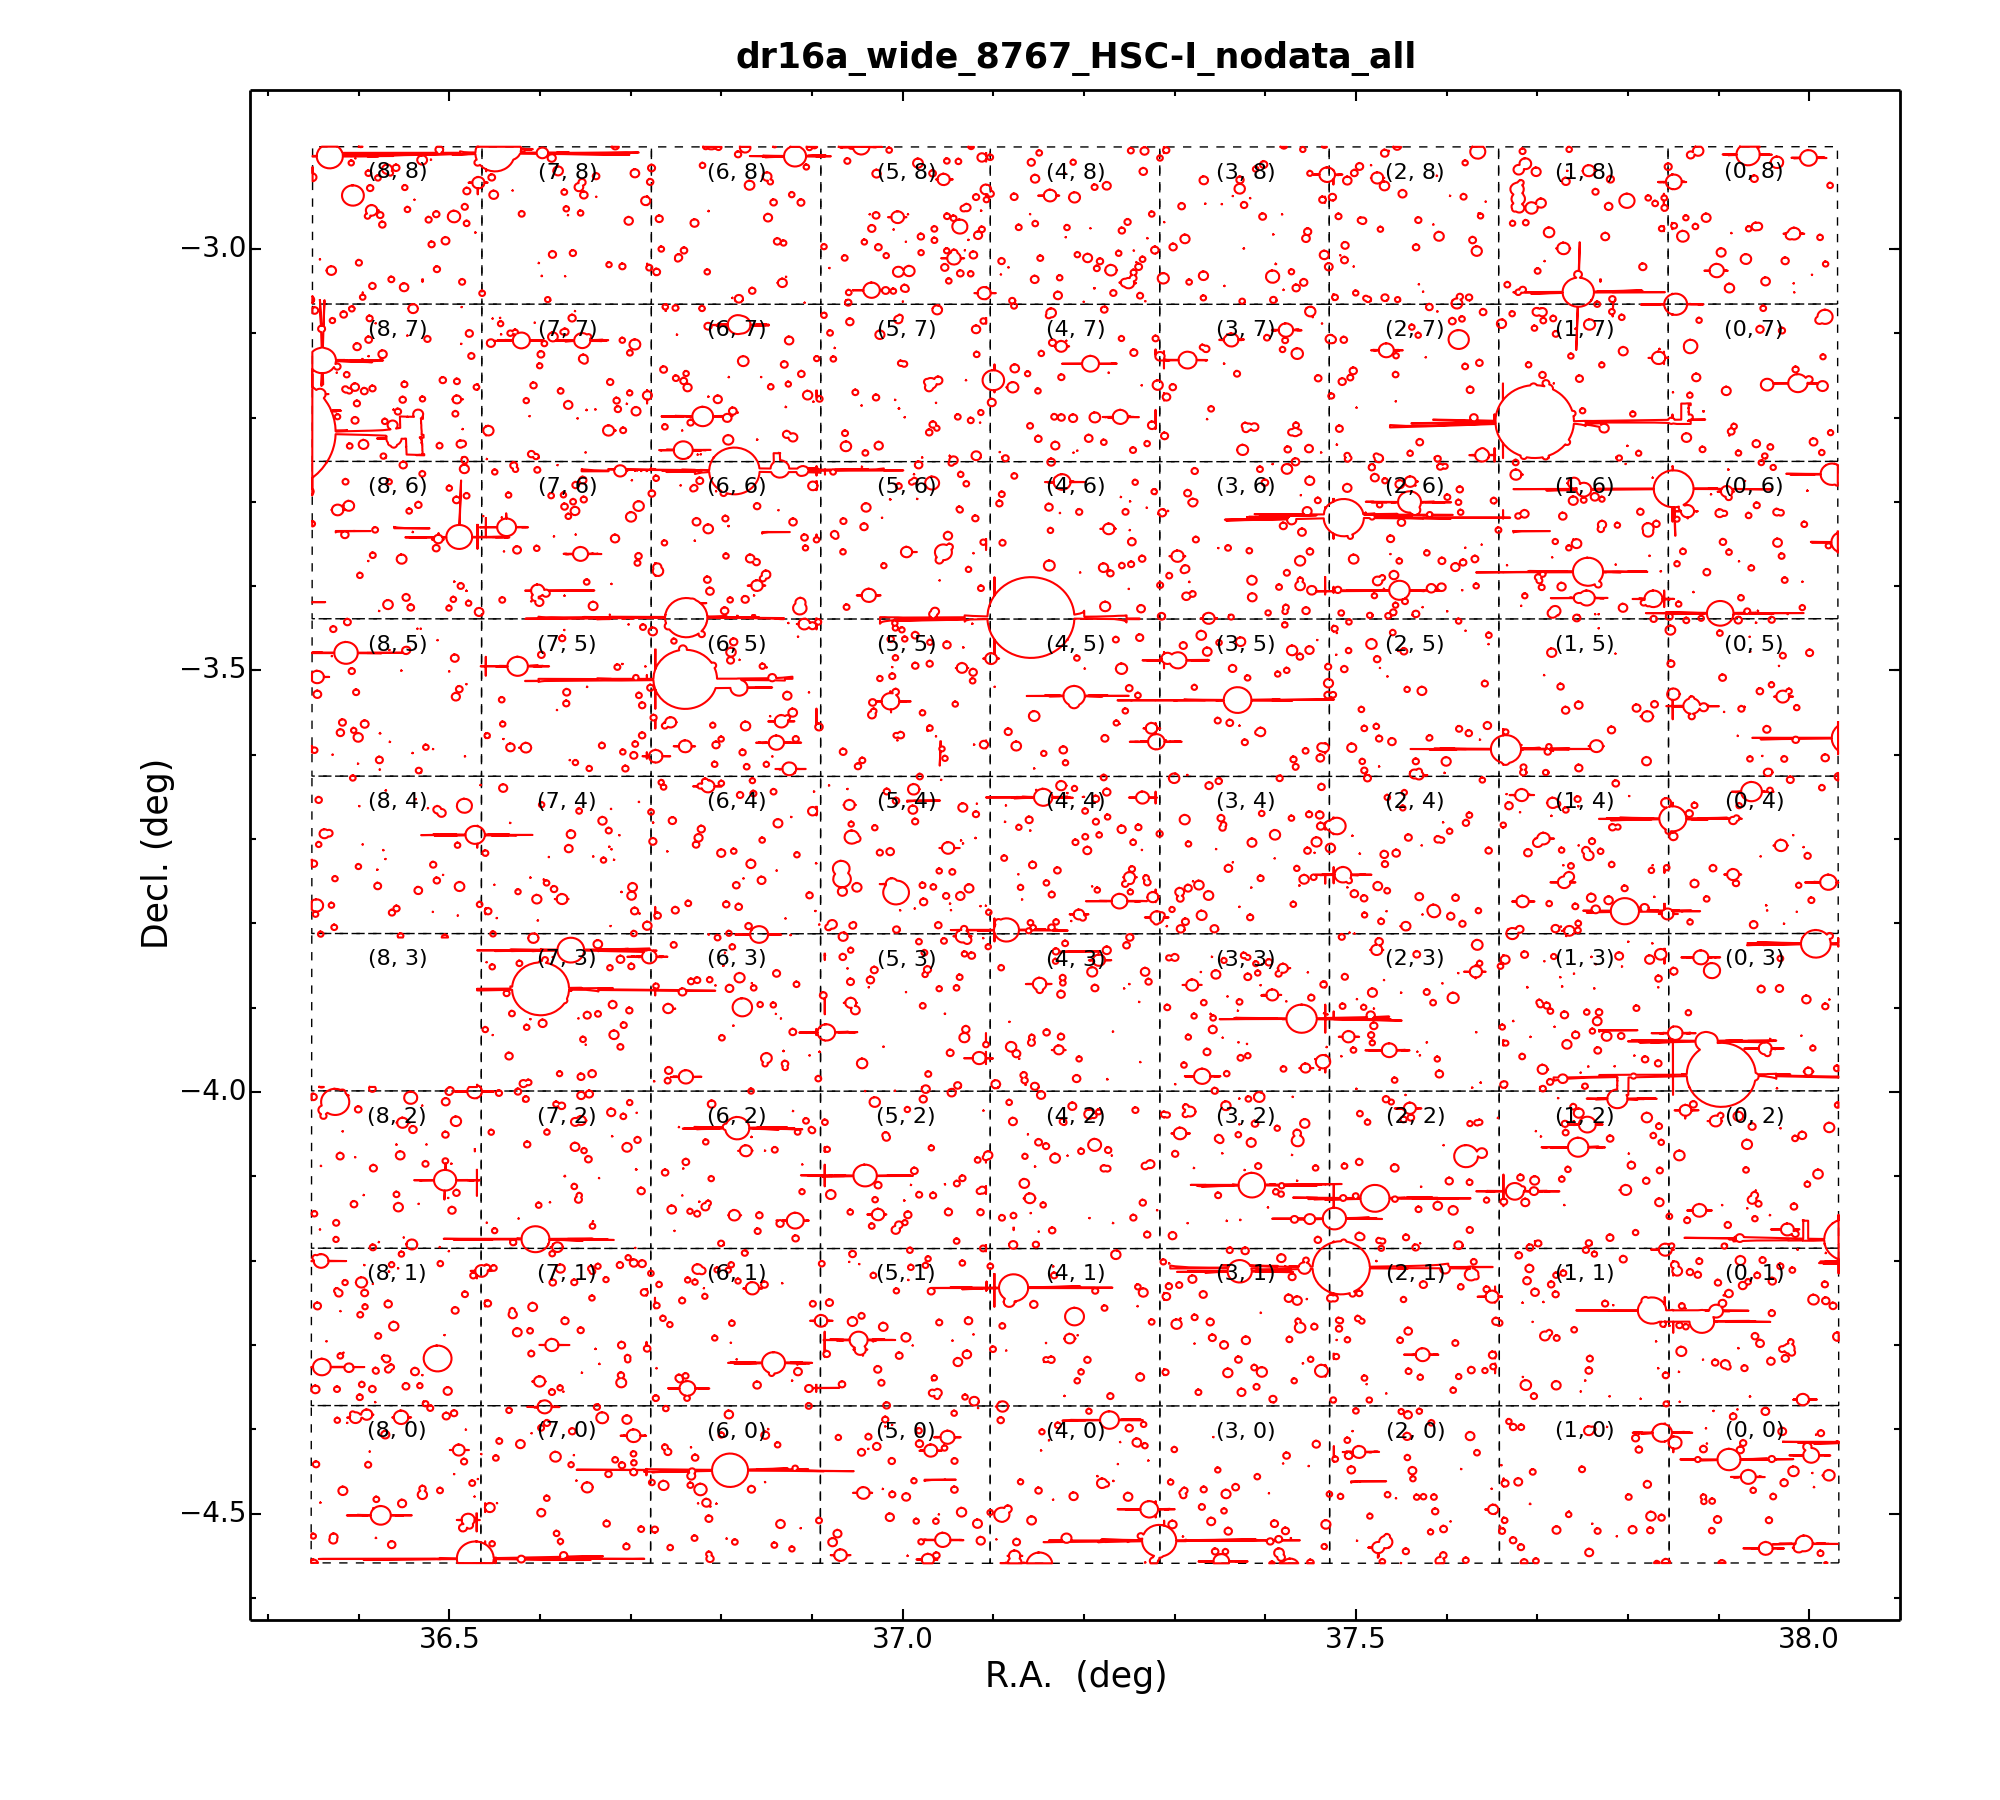 dr16a_wide_8767_HSC-I_nodata_all
(8, 8) (7, 8) (6, 8) (5, 8) (4, 8) (3, 8) (2, 8) (1, 8) (0, 8)
−3.0
(8, 7) (7, 7) (6, 7) (5, 7) (4, 7) (3, 7) (2, 7) (1, 7) (0, 7)
(8, 6) (7, 6) (6, 6) (5, 6) (4, 6) (3, 6) (2, 6) (1, 6) (0, 6)
(8, 5) (7, 5) (6, 5) (5, 5) (4, 5) (3, 5) (2, 5) (1, 5) (0, 5)
−3.5
(8, 4) (7, 4) (6, 4) (5, 4) (4, 4) (3, 4) (2, 4) (1, 4) (0, 4)
Decl. (deg)
(8, 3) (7, 3) (6, 3) (5, 3) (4, 3) (3, 3) (2, 3) (1, 3) (0, 3)
−4.0
(8, 2) (7, 2) (6, 2) (5, 2) (4, 2) (3, 2) (2, 2) (1, 2) (0, 2)
(8, 1) (7, 1) (6, 1) (5, 1) (4, 1) (3, 1) (2, 1) (1, 1) (0, 1)
(8, 0) (7, 0) (6, 0) (5, 0) (4, 0) (3, 0) (2, 0) (1, 0) (0, 0)
−4.5
36.5 37.0 37.5 38.0
R.A. (deg)